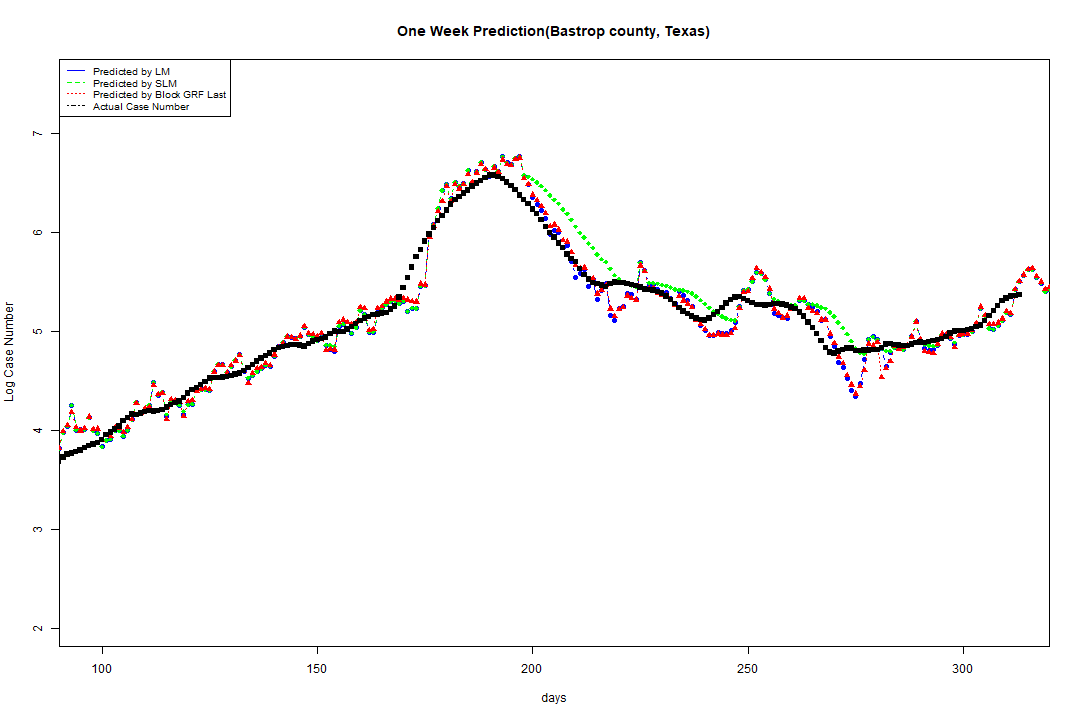 One Week Prediction(Bastrop county, Texas)
Predicted by LM
Predicted by SLM
Predicted by Block GRF Last
Actual Case Number
7
6
5
4
3
2
Log Case Number
100 150 200 250 300
days